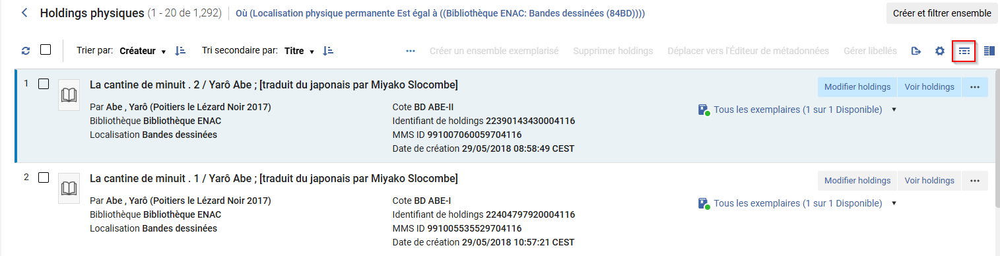 Holdings physiques (1 - 20 de 1,292) Où (Localisation physique permanente Est égal à ((Bibliothèque ENAC: Bandes dessinées (84BD)))) Créer et filtrer ensemble
Trier par: Créateur Tri secondaire par: Titre ••• Créer un ensemble exemplarisé Supprimer holdings Déplacer vers l'Éditeur de métadonnées Gérer libellés
1 La cantine de minuit . 2 / Yarô Abe ; [traduit du japonais par Miyako Slocombe] Modifier holdings Voir holdings •••
Par Abe , Yarô (Poitiers le Lézard Noir 2017) Cote BD ABE-II Tous les exemplaires (1 sur 1 Disponible)
Bibliothèque Bibliothèque ENAC Identifiant de holdings 22390143430004116
Localisation Bandes dessinées MMS ID 991007060059704116
Date de création 29/05/2018 08:58:49 CEST
2 La cantine de minuit . 1 / Yarô Abe ; [traduit du japonais par Miyako Slocombe] Modifier holdings Voir holdings •••
Par Abe , Yarô (Poitiers le Lézard Noir 2017) Cote BD ABE-I Tous les exemplaires (1 sur 1 Disponible)
Bibliothèque Bibliothèque ENAC Identifiant de holdings 22404797920004116
Localisation Bandes dessinées MMS ID 991005535529704116
Date de création 29/05/2018 10:57:21 CEST